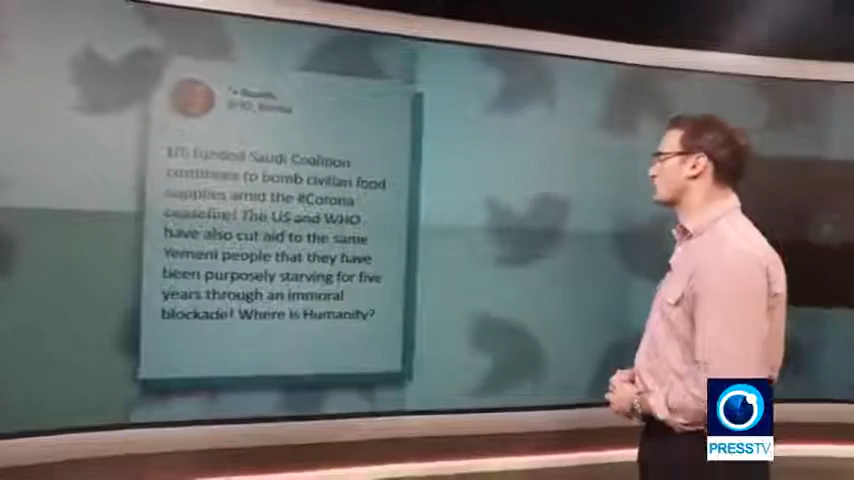 US funded Saudi Coalition
continues to bomb civilian food
supplies amid the #Corona
ceasefire! The US and WHO
have also cut aid to the same
Yemeni people that they have
been purposely starving for five
years through an immoral
blockade! Where is Humanity?
PRESSTV